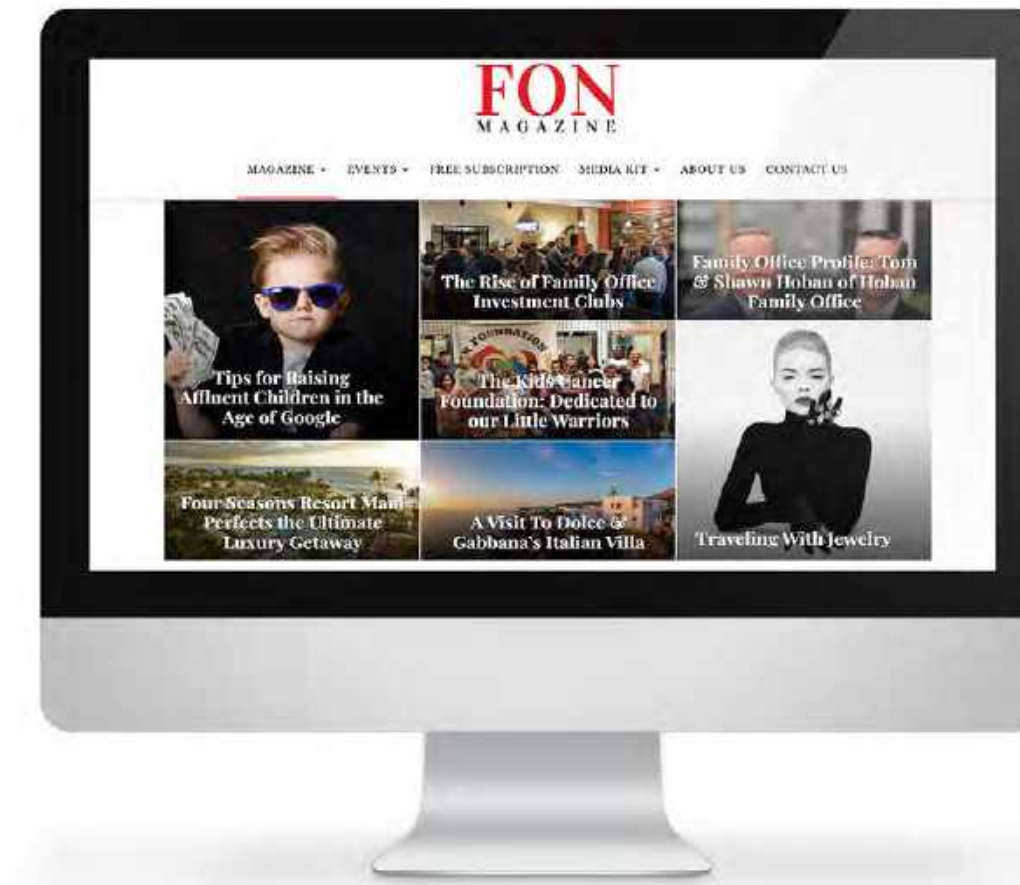 FON
MAGAZINE
MAGAZINE EVENTS FREE SUBSCRIPTION MEDIA KIT ABOUT US CONTACT US
The Rise of Family Office
Investment Clubs
Family Office Profile: Tom
& Shawn Hoban of Hoban
Family Office
Tips for Raising
Affluent Children in the
Age of Google
FOUNDATION
The Kids Cancer
Foundation: Dedicated to
our Little Warriors
Four Seasons Resort Maui
Perfects the Ultimate
Luxury Getaway
A Visit To Dolce &
Gabbana's Italian Villa
Traveling With Jewelry